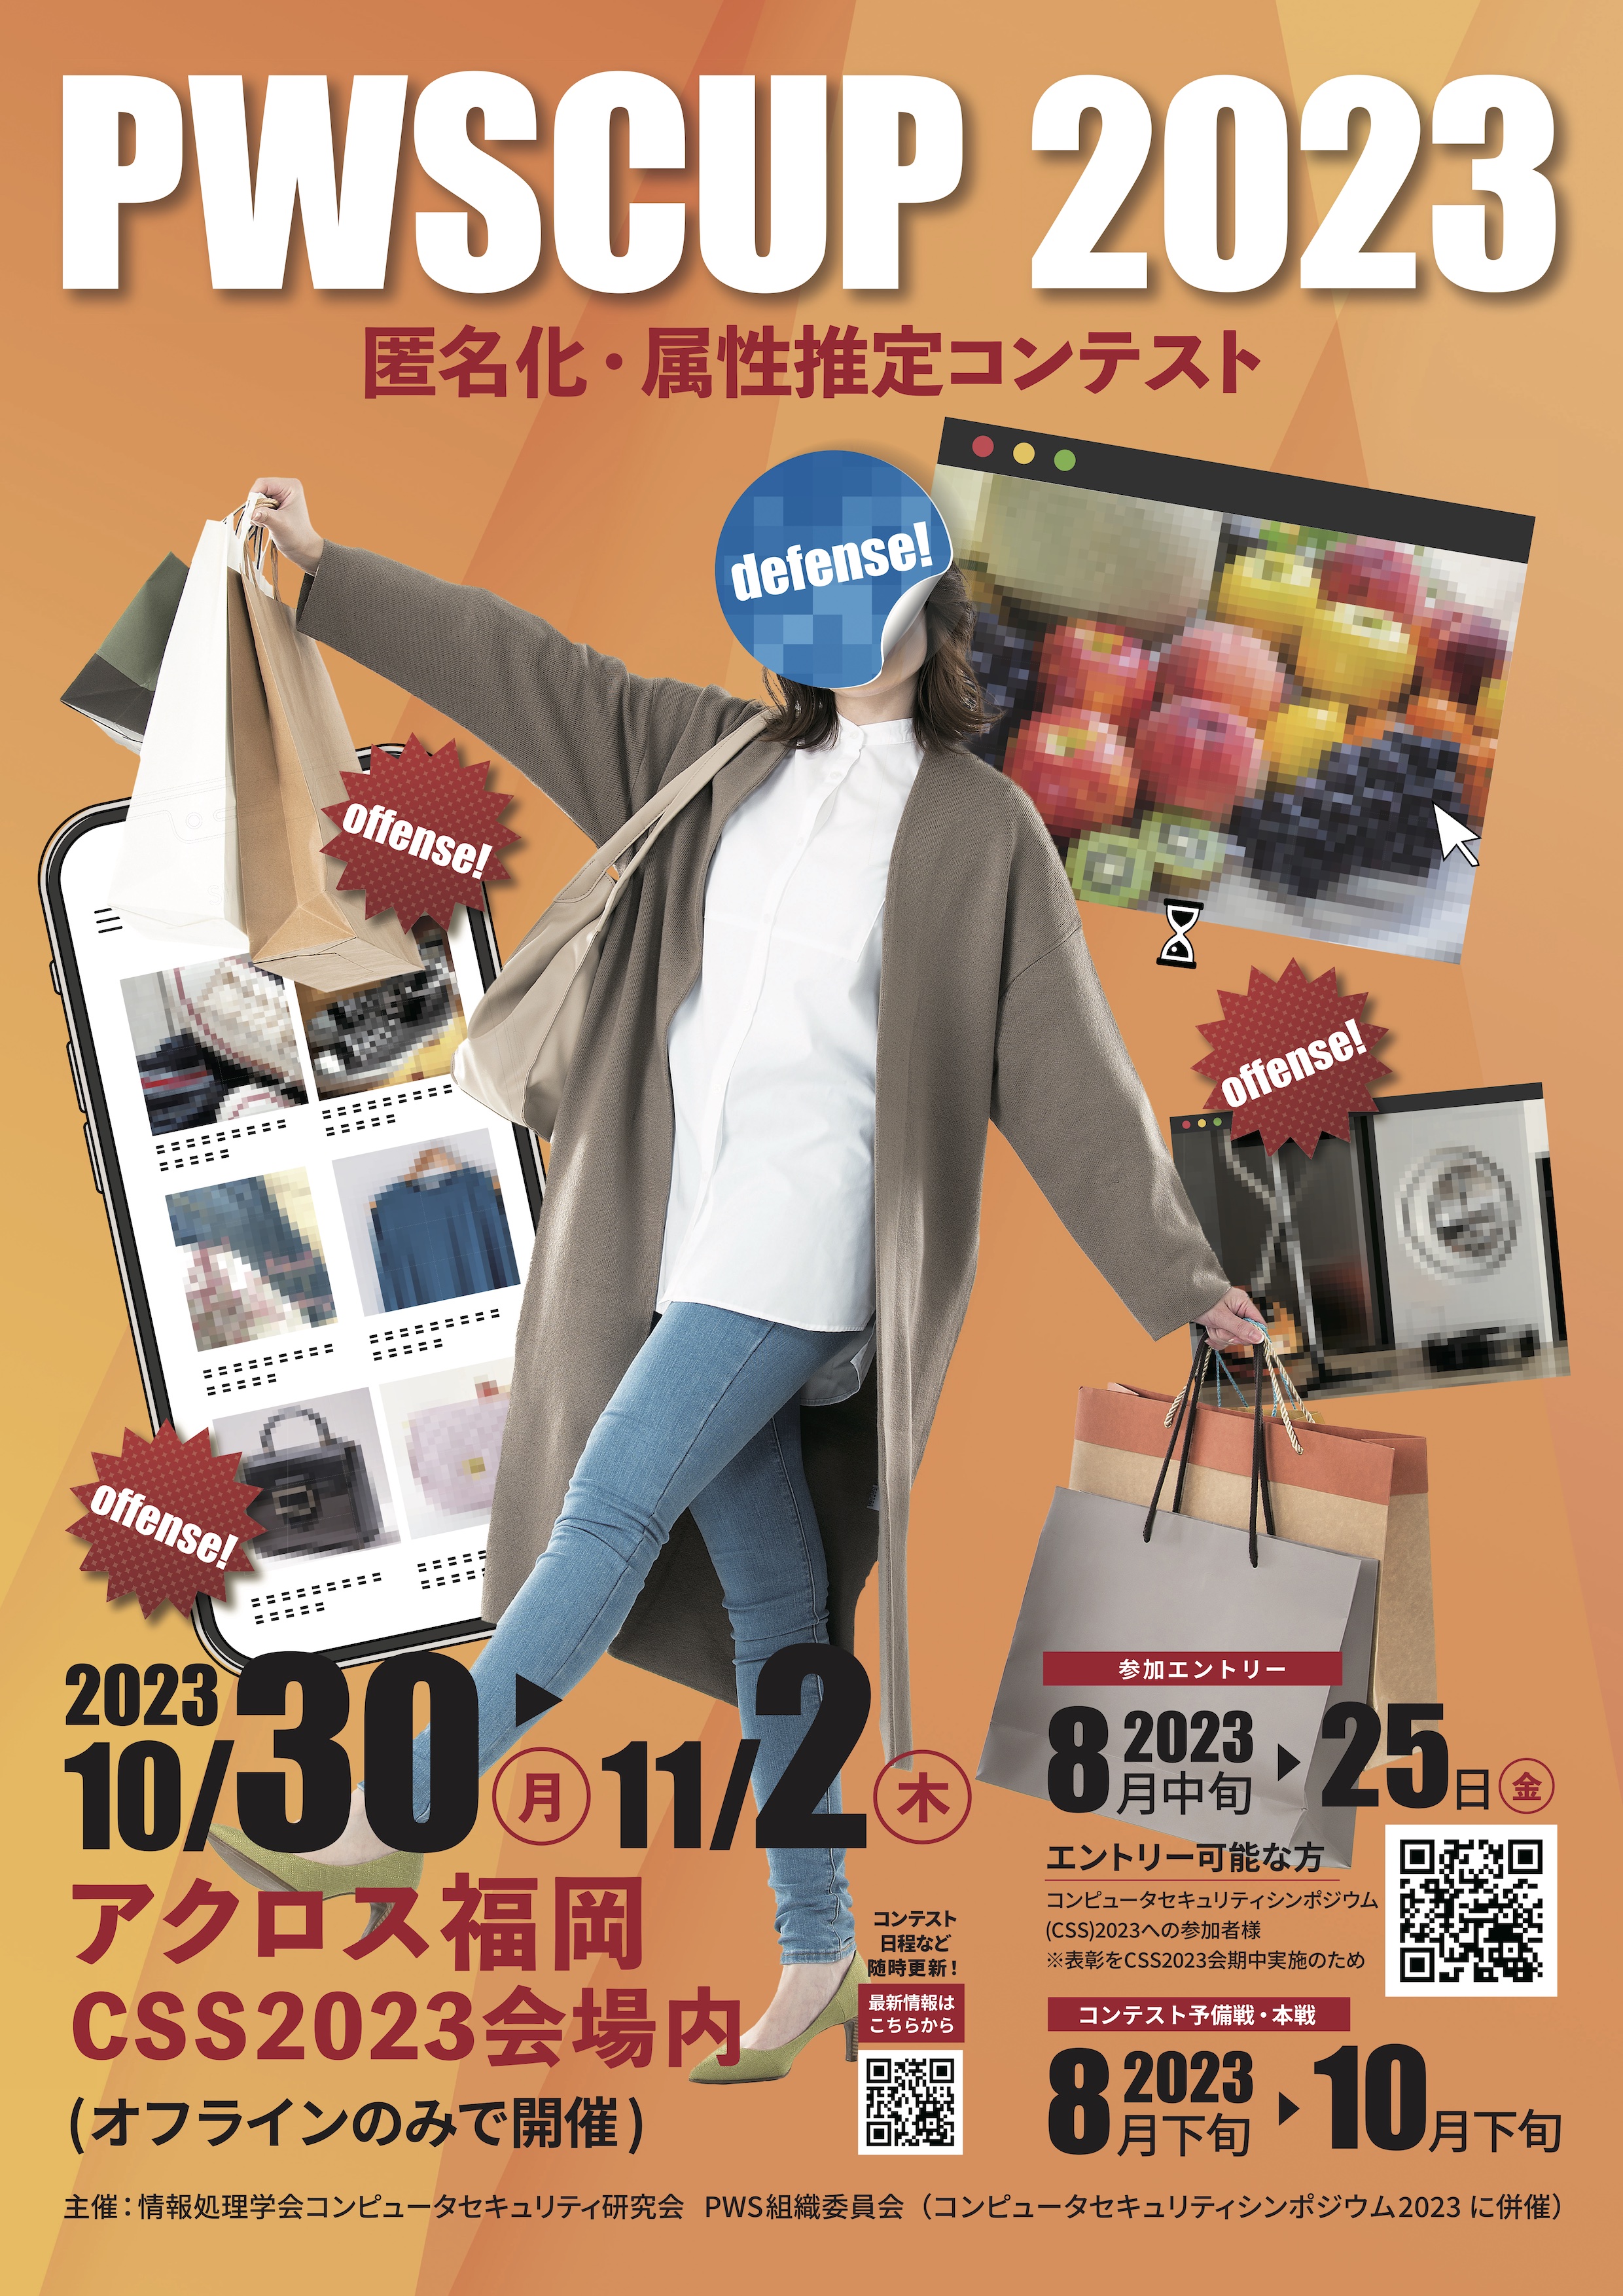 PWSCUP 2023
匿名化・属性推定コンテスト
defense!
offense!
offense!
offense!
2023
10/30 ▶ 11/2
月 木
アクロス福岡
CSS2023会場内
(オフラインのみで開催)
コンテスト
日程など
随時更新！
最新情報は
こちらから
参加エントリー
8月中旬 2023 ▶ 25日 金
エントリー可能な方
コンピュータセキュリティシンポジウム
(CSS)2023への参加者様
※表彰をCSS2023会期中実施のため
コンテスト予備戦・本戦
8月下旬 2023 ▶ 10月下旬
主催：情報処理学会コンピュータセキュリティ研究会 PWS組織委員会（コンピュータセキュリティシンポジウム2023 に併催）